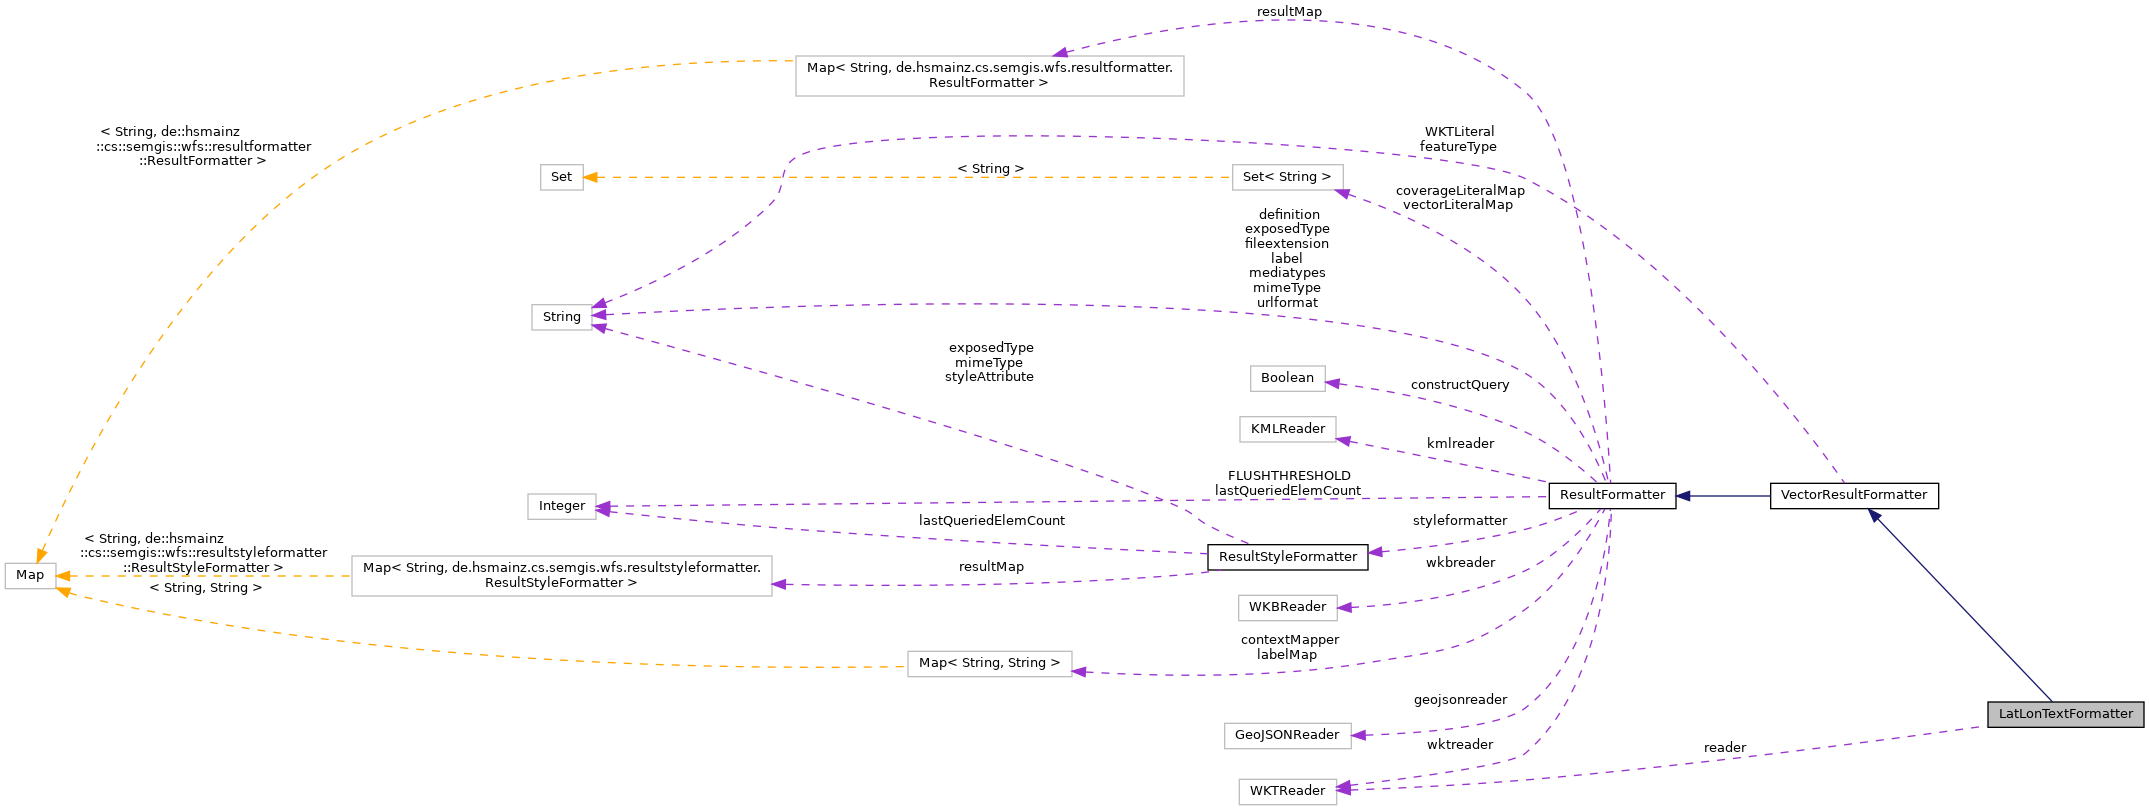 resultMap
Map< String, de.hsmainz.cs.semgis.wfs.resultformatter.
ResultFormatter >
< String, de::hsmainz
::cs::semgis::wfs::resultformatter
::ResultFormatter >
WKTLiteral
featureType
Set
< String >
Set< String >
coverageLiteralMap
vectorLiteralMap
definition
exposedType
fileextension
label
mediatypes
mimeType
urlformat
String
exposedType
mimeType
styleAttribute
Boolean
constructQuery
KMLReader
kmlreader
FLUSHTHRESHOLD
lastQueriedElemCount
ResultFormatter
VectorResultFormatter
Integer
lastQueriedElemCount
styleformatter
ResultStyleFormatter
< String, de::hsmainz
::cs::semgis::wfs::resultstyleformatter
::ResultStyleFormatter >
Map
< String, String >
Map< String, de.hsmainz.cs.semgis.wfs.resultstyleformatter.
ResultStyleFormatter >
resultMap
wkbreader
WKBReader
contextMapper
labelMap
Map< String, String >
geojsonreader
GeoJSONReader
LatLonTextFormatter
wktreader
reader
WKTReader